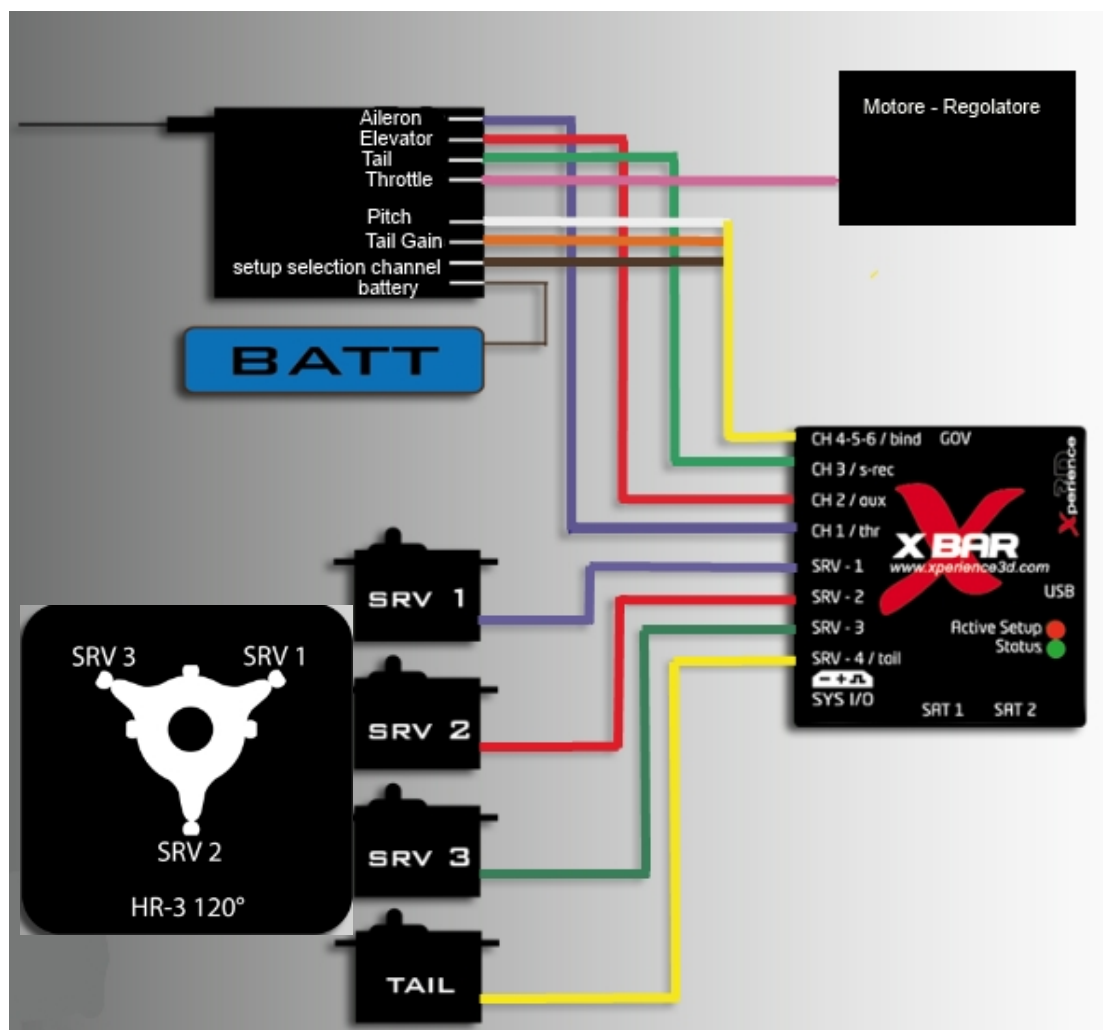 Aileron
Elevator
Tail
Throttle
Pitch
Tail Gain
setup selection channel
battery
Motore - Regolatore
BATT
CH 4-5-6 / bind GOV
CH 3 / s-rec
CH 2 / aux
CH 1 / thr
SRV - 1
SRV - 2
SRV - 3
SRV - 4 / tail
SYS I/O
3D
Xperience
X BAR
www.xperience3d.com
USB
Active Setup
Status
SAT 1 SAT 2
SRV 1
SRV 2
SRV 3
TAIL
SRV 3 SRV 1
SRV 2
HR-3 120°